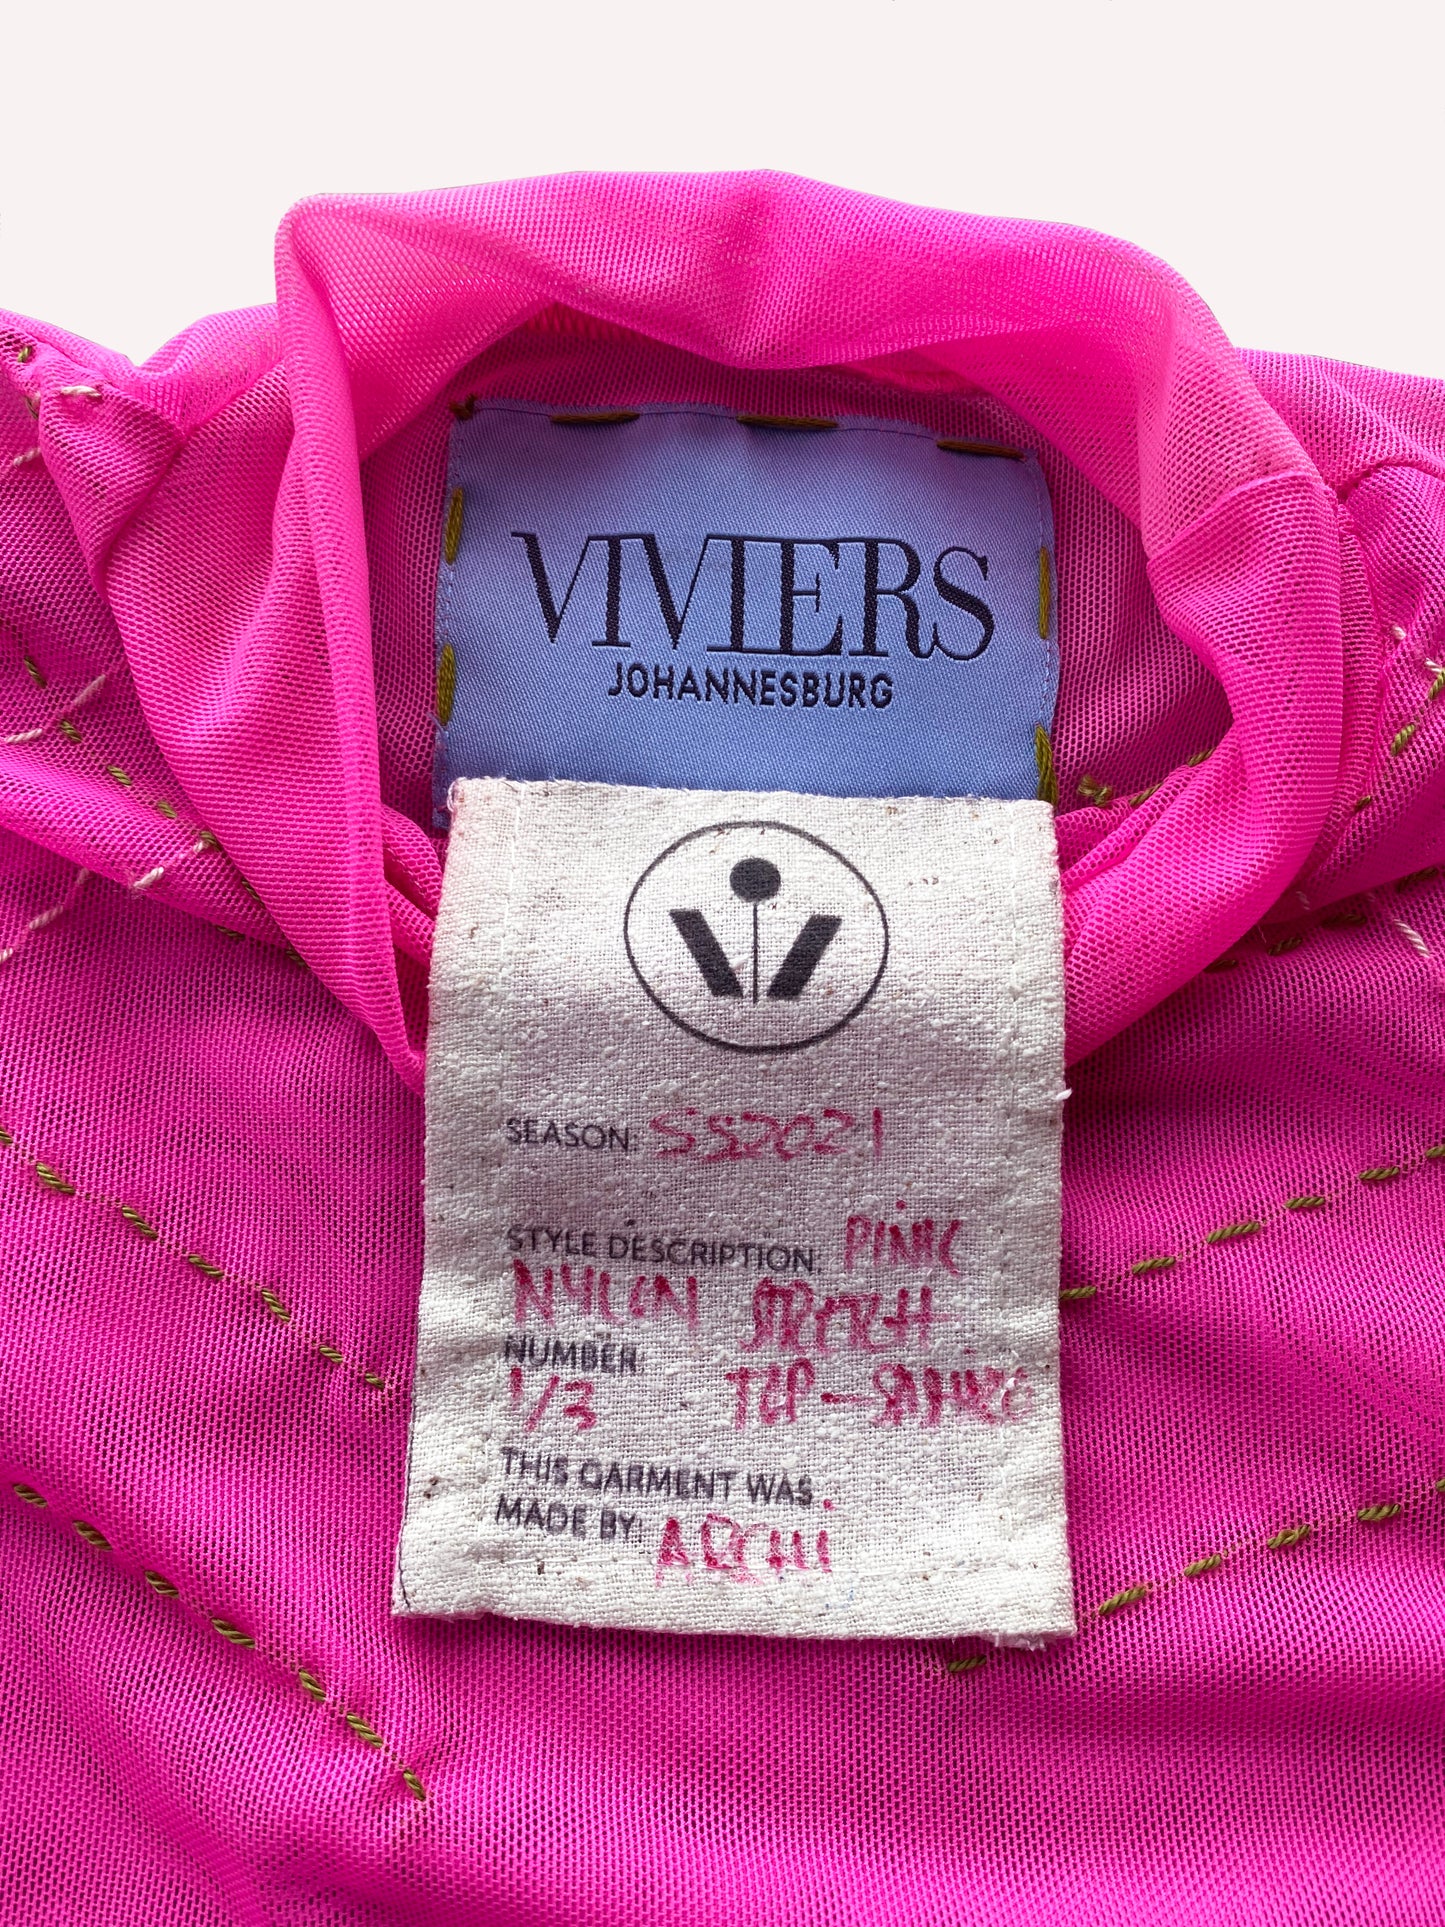 VIVIERS
JOHANNESBURG
SEASON: SS2021
STYLE DESCRIPTION: PINK
NYLON STRETCH
NUMBER:
1/3 TOP -
THIS GARMENT WAS
MADE BY: ARCHI